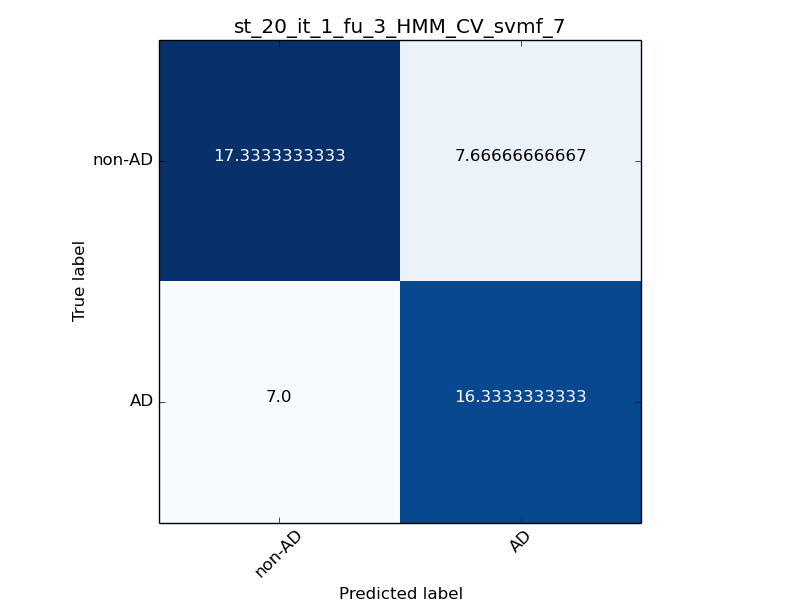 st_20_it_1_fu_3_HMM_CV_svmf_7
non-AD
17.3333333333
7.66666666667
True label
AD
7.0
16.3333333333
non-AD
AD
Predicted label